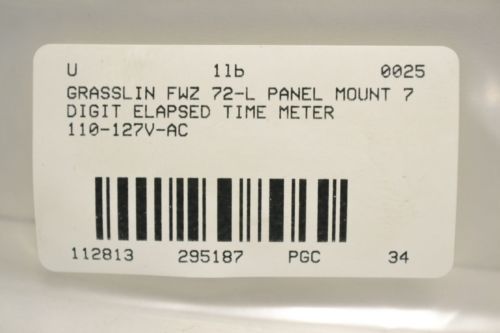 U 1lb 0025
GRASSLIN FWZ 72-L PANEL MOUNT 7
DIGIT ELAPSED TIME METER
110-127V-AC
112813 295187 PGC 34